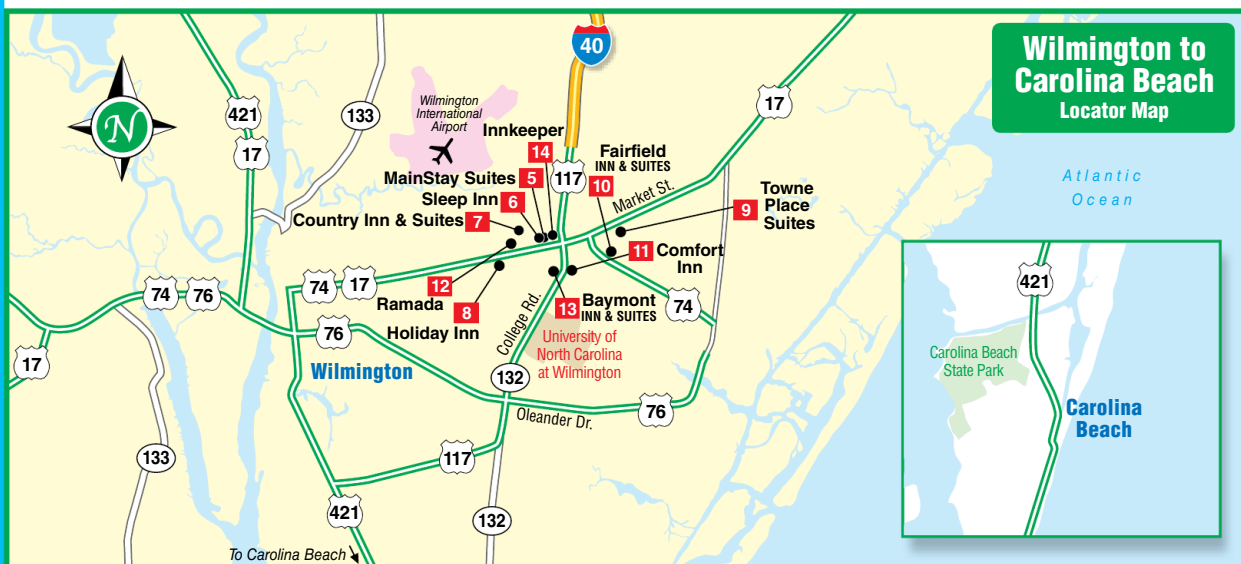 Wilmington to
Carolina Beach
Locator Map
Atlantic
Ocean
40
421
17
133
Wilmington
International
Airport
17
Innkeeper
14
117
Fairfield
INN & SUITES
10
MainStay Suites 5
Sleep Inn 6
Country Inn & Suites 7
Market St.
9
Towne
Place
Suites
11 Comfort
Inn
12
Ramada
8
Holiday Inn
13 Baymont
INN & SUITES
74 17
74
74 76
76
17
Wilmington
College Rd.
University of
North Carolina
at Wilmington
132
76
Oleander Dr.
117
133
421
132
To Carolina Beach
N
421
Carolina Beach
State Park
Carolina
Beach